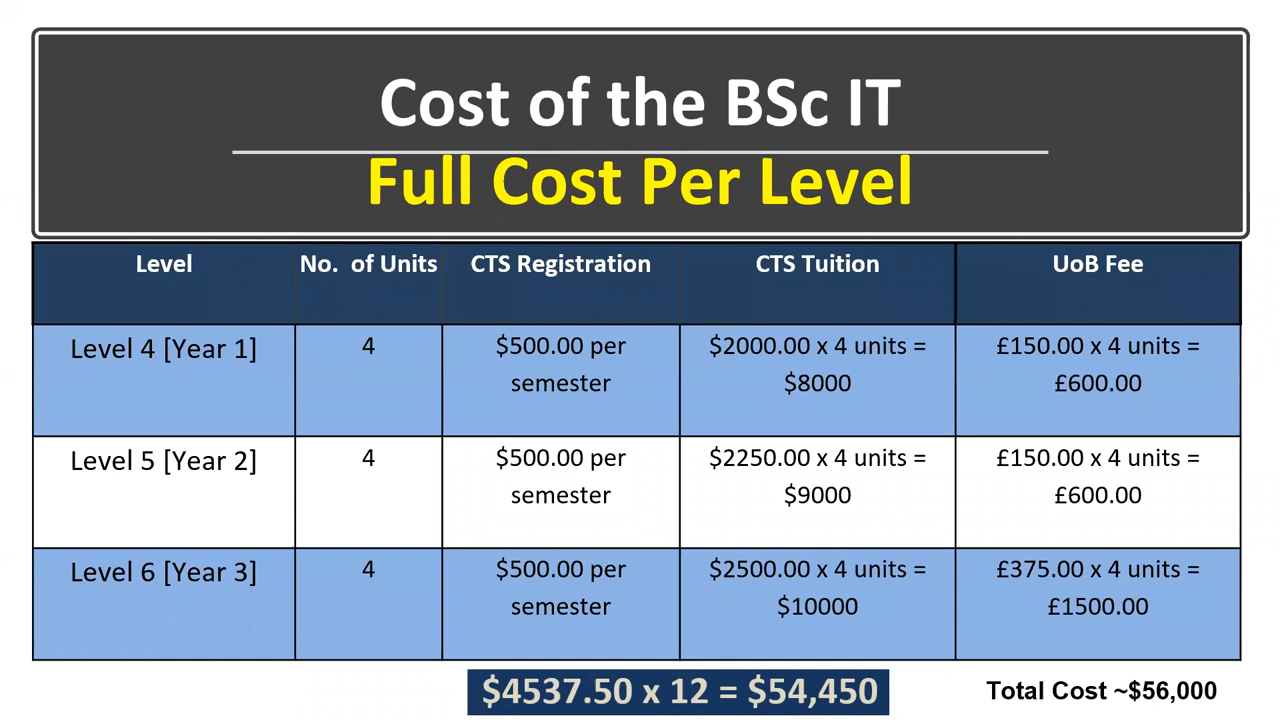 Cost of the BSc IT
Full Cost Per Level
Level No. of Units CTS Registration CTS Tuition UoB Fee
Level 4 [Year 1] 4 $500.00 per semester $2000.00 x 4 units = $8000 £150.00 x 4 units = £600.00
Level 5 [Year 2] 4 $500.00 per semester $2250.00 x 4 units = $9000 £150.00 x 4 units = £600.00
Level 6 [Year 3] 4 $500.00 per semester $2500.00 x 4 units = $10000 £375.00 x 4 units = £1500.00
$4537.50 x 12 = $54,450
Total Cost ~$56,000